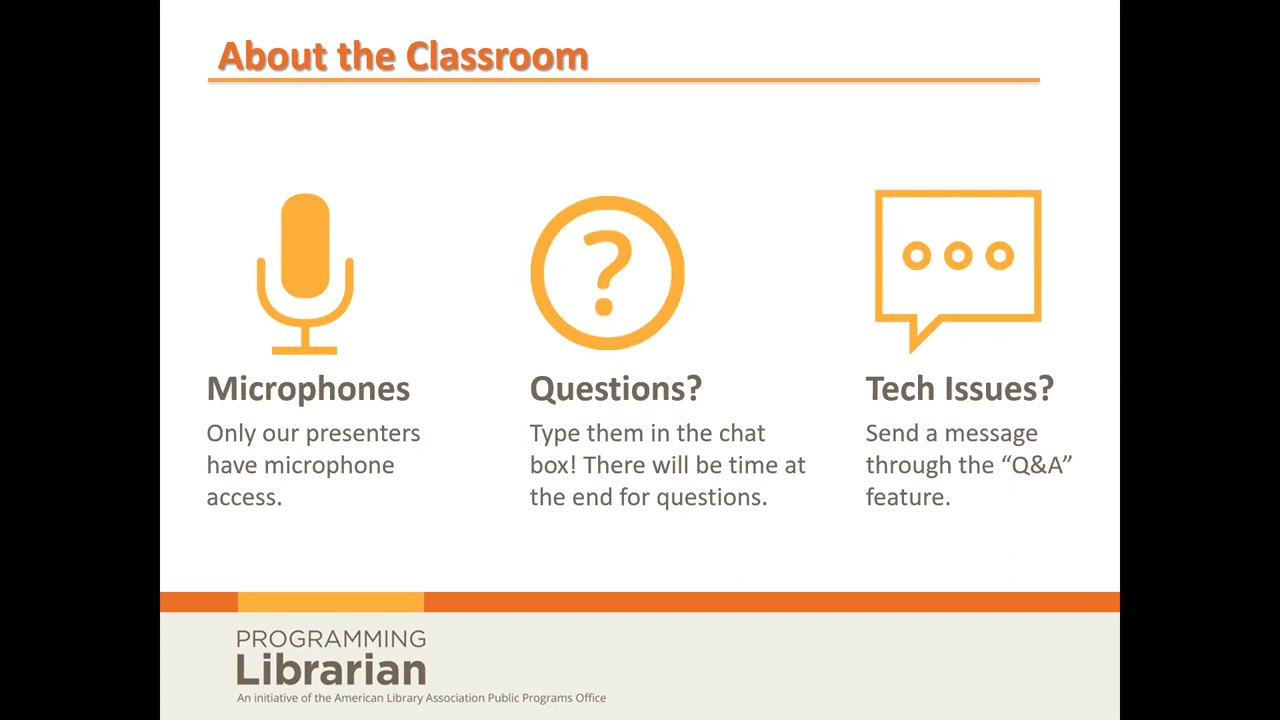 About the Classroom
?
Microphones
Only our presenters
have microphone
access.
Questions?
Type them in the chat
box! There will be time at
the end for questions.
Tech Issues?
Send a message
through the “Q&A”
feature.
PROGRAMMING
Librarian
An initiative of the American Library Association Public Programs Office